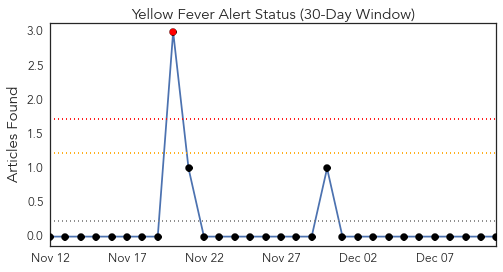 Yellow Fever Alert Status (30-Day Window)
Articles Found
3.0
2.5
2.0
1.5
1.0
0.5
0.0
Nov 12 Nov 17 Nov 22 Nov 27 Dec 02 Dec 07